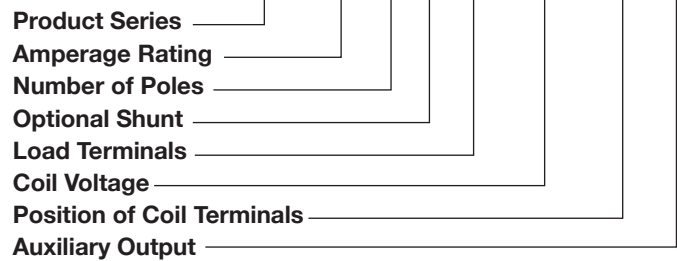 Product Series
Amperage Rating
Number of Poles
Optional Shunt
Load Terminals
Coil Voltage
Position of Coil Terminals
Auxiliary Output